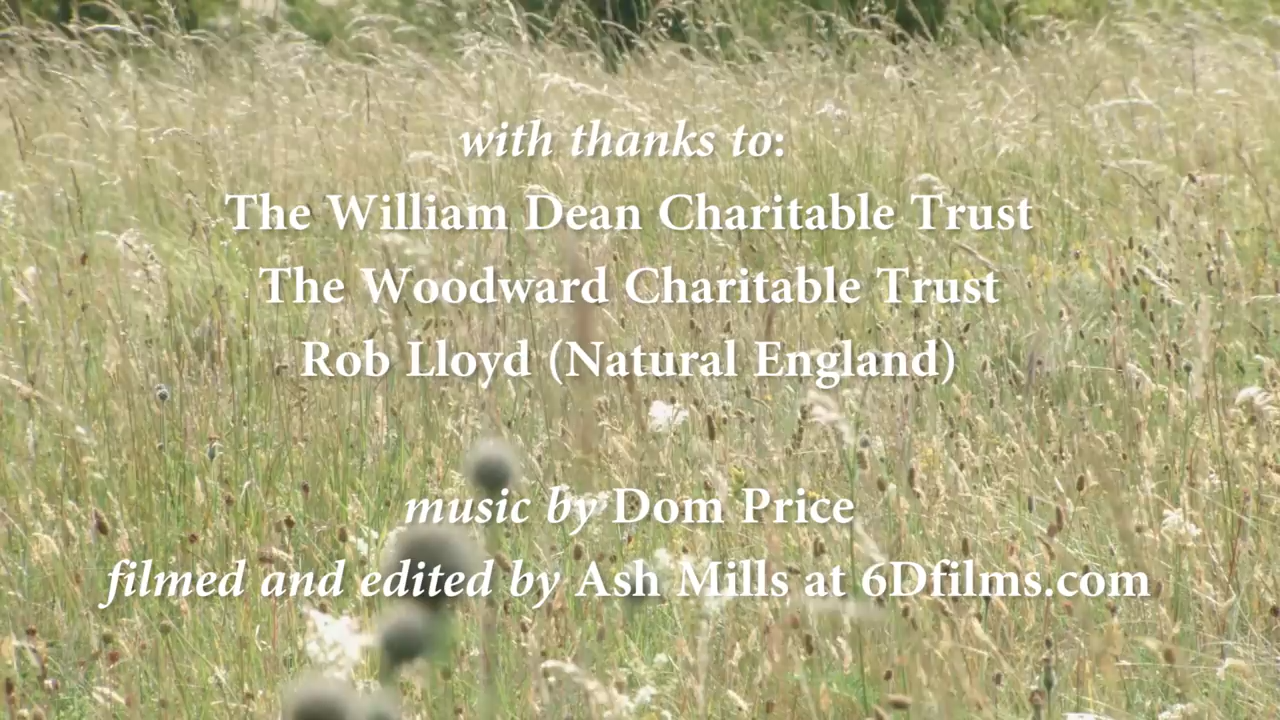 with thanks to:
The William Dean Charitable Trust
The Woodward Charitable Trust
Rob Lloyd (Natural England)
music by Dom Price
filmed and edited by Ash Mills at 6Dfilms.com